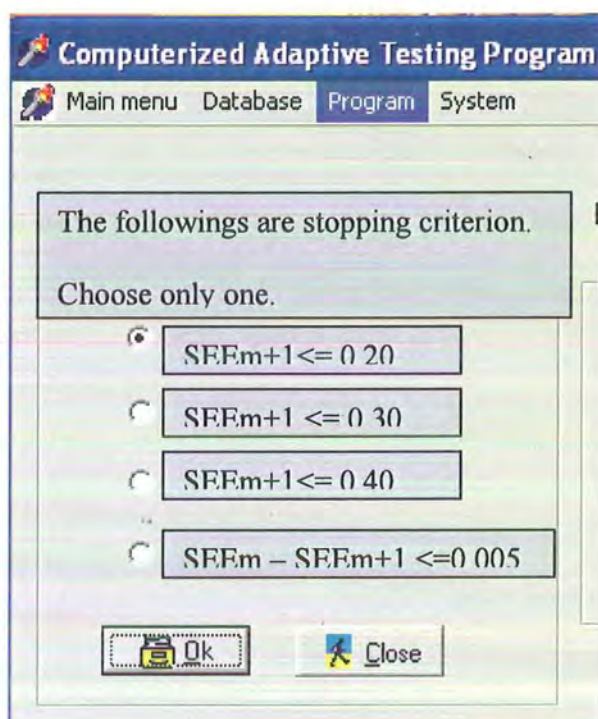 Computerized Adaptive Testing Program
Main menu Database Program System
The followings are stopping criterion.
Choose only one.
SEEm+1<= 0.20
SEEm+1 <= 0.30
SEEm+1<= 0.40
SEEm – SEEm+1 <=0.005
Ok Close